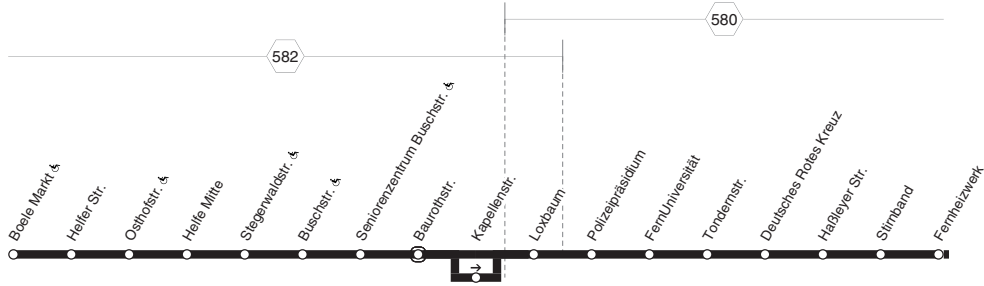 580
582
Boele Markt
Helfer Str.
Osthofstr.
Helfe Mitte
Stegerwaldstr.
Buschstr.
Seniorenzentrum Buschstr.
Baurothstr.
Kapellenstr.
Loxbaum
Polizeipräsidium
FernUniversität
Tondernstr.
Deutsches Rotes Kreuz
Haßleyer Str.
Stirnband
Fernheizwerk